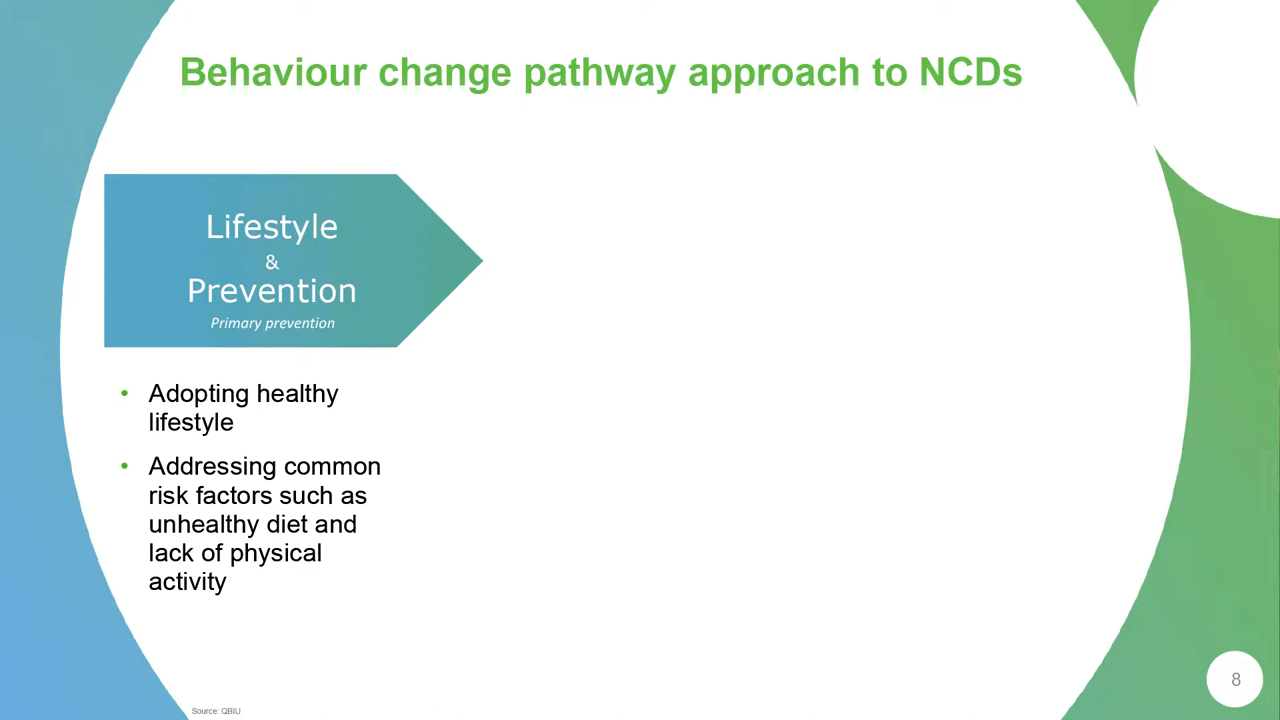 Behaviour change pathway approach to NCDs
Lifestyle
&
Prevention
Primary prevention
• Adopting healthy
lifestyle
• Addressing common
risk factors such as
unhealthy diet and
lack of physical
activity
Source: QBIU
8